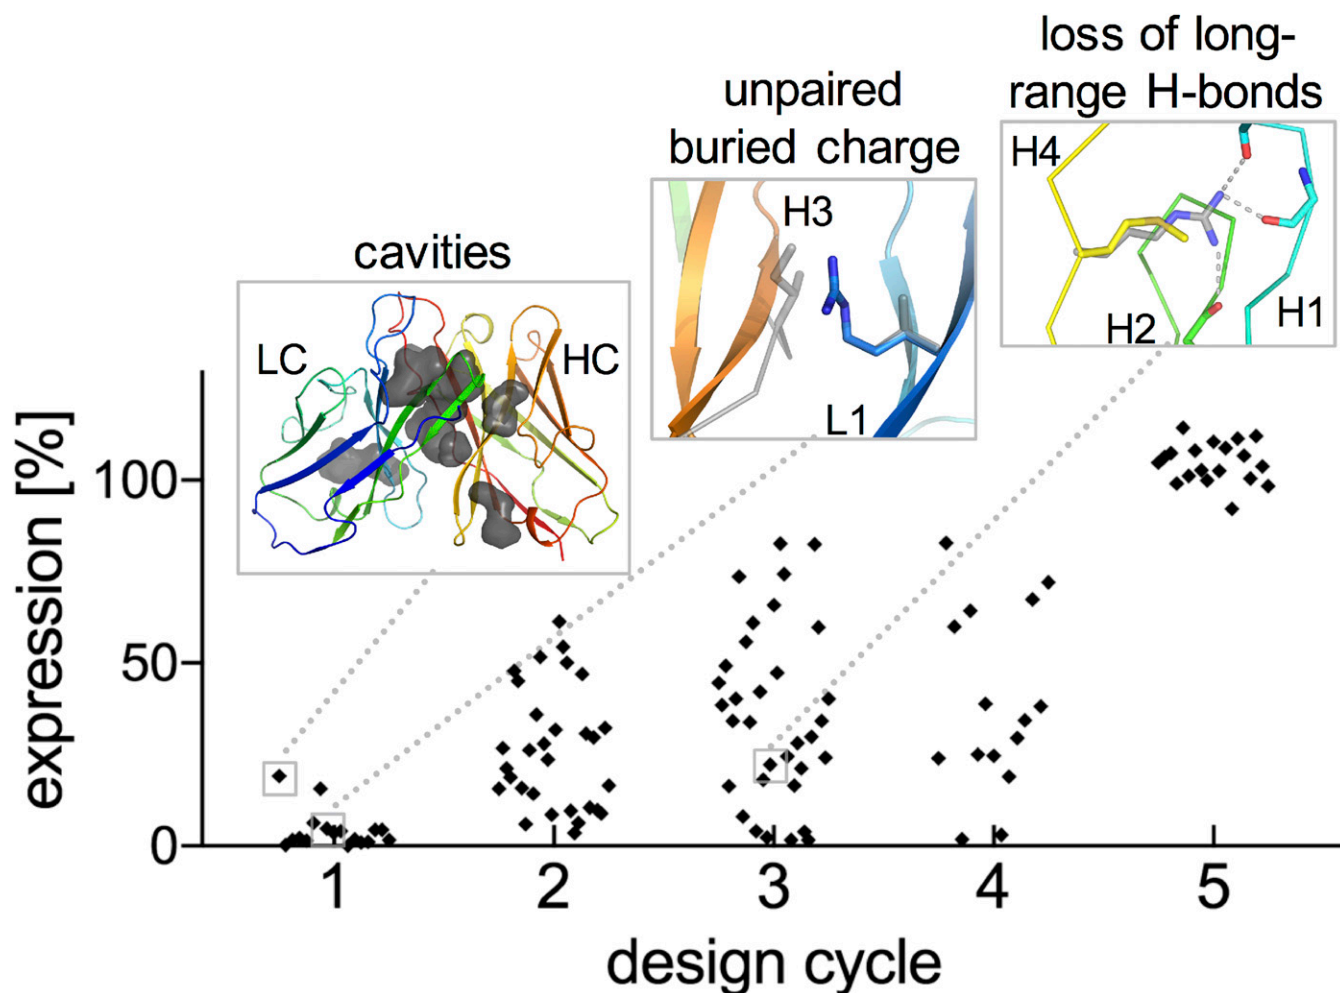 loss of long-
range H-bonds
unpaired
buried charge
H4
H2
H1
H3
L1
cavities
LC
HC
expression [%]
100
50
0
1 2 3 4 5
design cycle